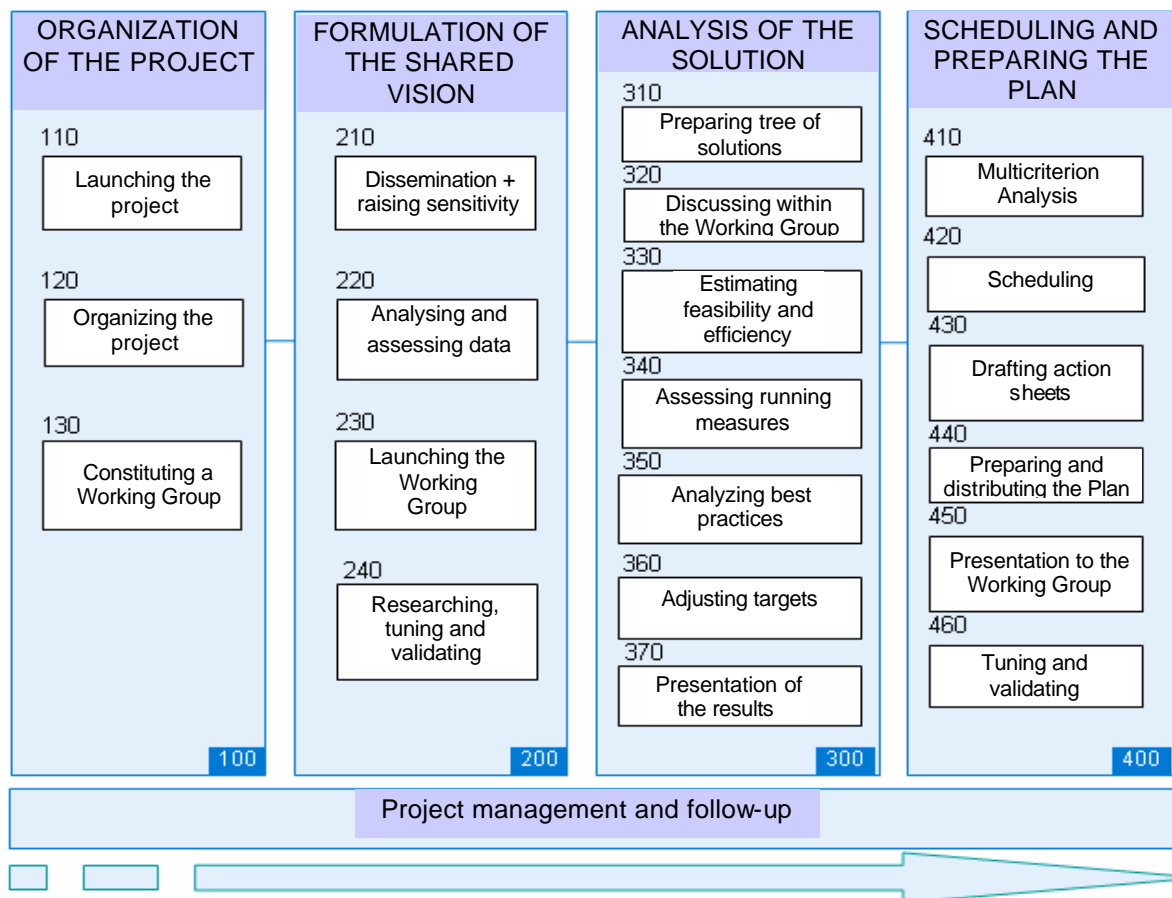 ORGANIZATION
OF THE PROJECT
110
Launching the
project
120
Organizing the
project
130
Constituting a
Working Group
100
FORMULATION OF
THE SHARED
VISION
210
Dissemination +
raising sensitivity
220
Analysing and
assessing data
230
Launching the
Working
Group
240
Researching,
tuning and
validating
200
ANALYSIS OF THE
SOLUTION
310
Preparing tree of
solutions
320
Discussing within
the Working Group
330
Estimating
feasibility and
efficiency
340
Assessing running
measures
350
Analyzing best
practices
360
Adjusting targets
370
Presentation of
the results
300
SCHEDULING AND
PREPARING THE
PLAN
410
Multicriterion
Analysis
420
Scheduling
430
Drafting action
sheets
440
Preparing and
distributing the Plan
450
Presentation to the
Working Group
460
Tuning and
validating
400
Project management and follow-up